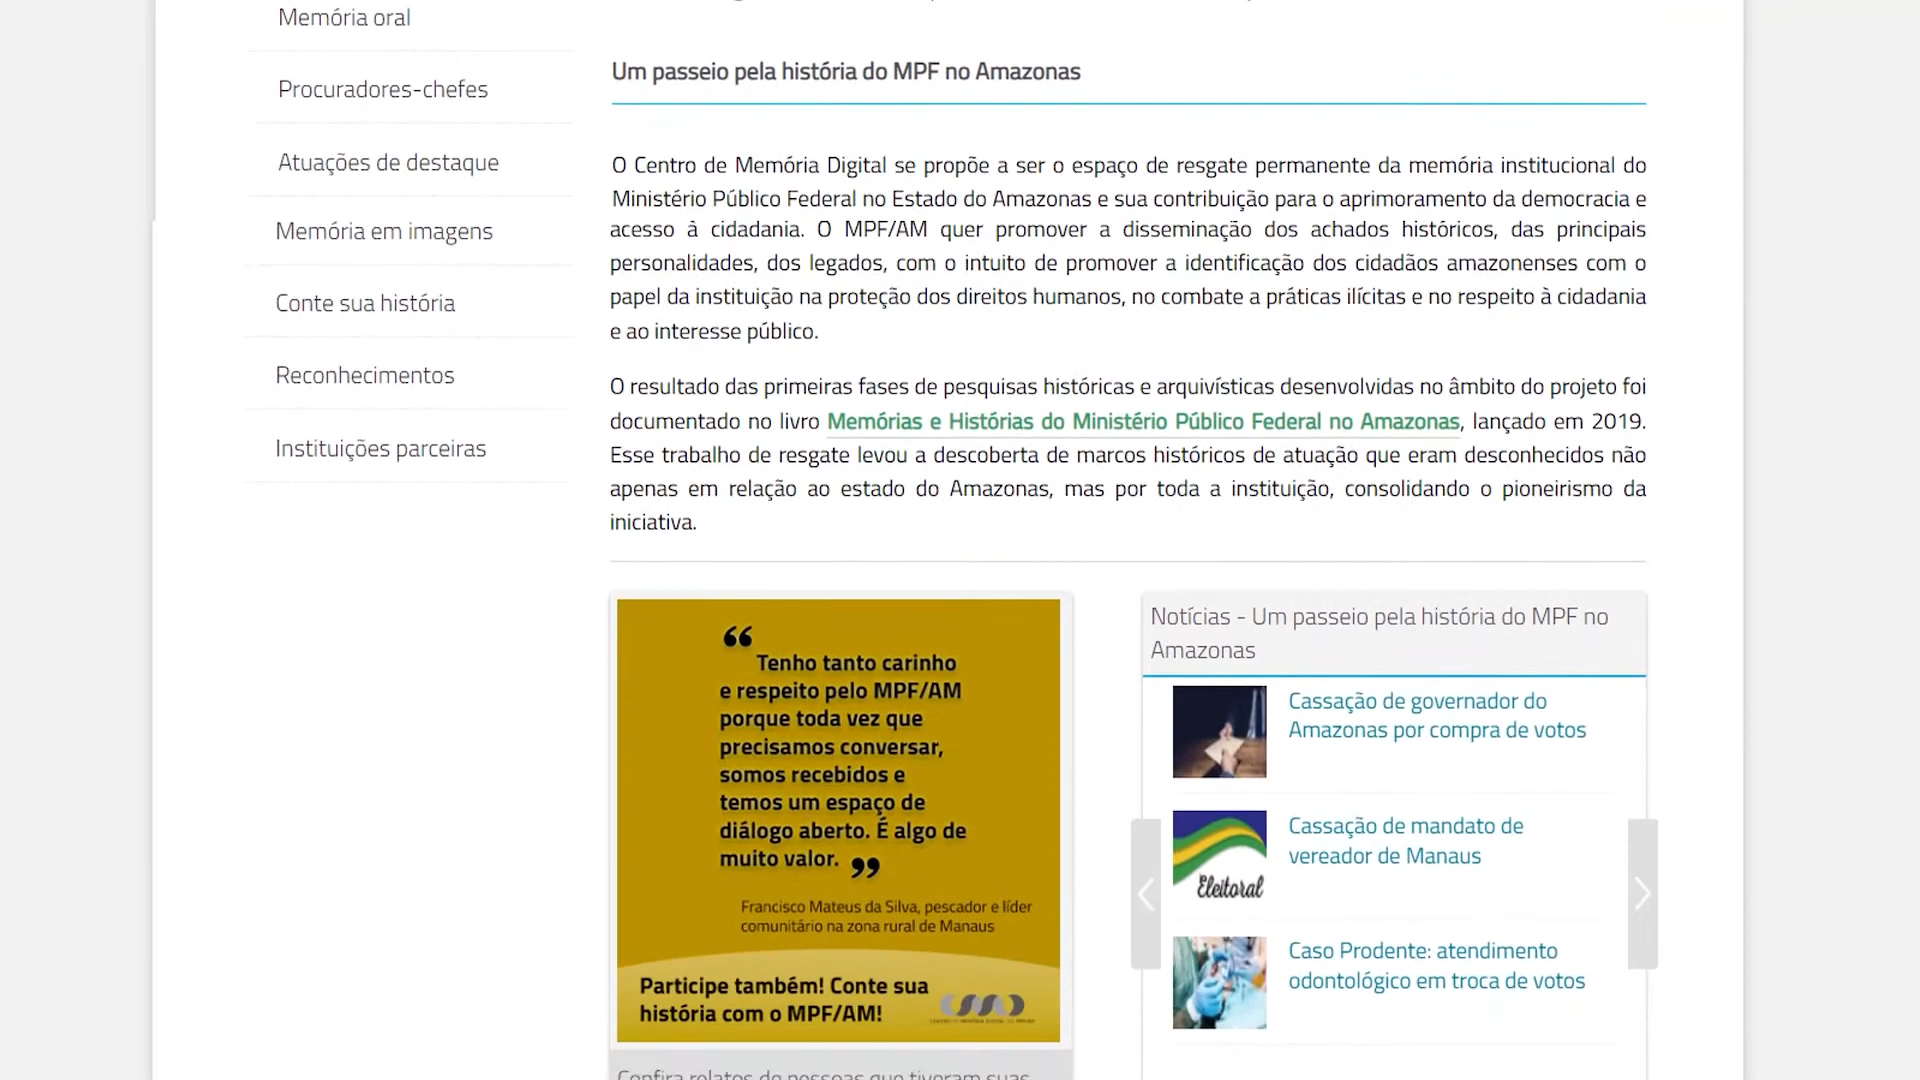 Memória oral
Procuradores-chefes
Atuações de destaque
Memória em imagens
Conte sua história
Reconhecimentos
Instituições parceiras
Um passeio pela história do MPF no Amazonas
O Centro de Memória Digital se propõe a ser o espaço de resgate permanente da memória institucional do
Ministério Público Federal no Estado do Amazonas e sua contribuição para o aprimoramento da democracia e
acesso à cidadania. O MPF/AM quer promover a disseminação dos achados históricos, das principais
personalidades, dos legados, com o intuito de promover a identificação dos cidadãos amazonenses com o
papel da instituição na proteção dos direitos humanos, no combate a práticas ilícitas e no respeito à cidadania
e ao interesse público.
O resultado das primeiras fases de pesquisas históricas e arquivísticas desenvolvidas no âmbito do projeto foi
documentado no livro Memórias e Histórias do Ministério Público Federal no Amazonas, lançado em 2019.
Esse trabalho de resgate levou a descoberta de marcos históricos de atuação que eram desconhecidos não
apenas em relação ao estado do Amazonas, mas por toda a instituição, consolidando o pioneirismo da
iniciativa.
“
Tenho tanto carinho
e respeito pelo MPF/AM
porque toda vez que
precisamos conversar,
somos recebidos e
temos um espaço de
diálogo aberto. É algo de
muito valor. ”
Francisco Mateus da Silva, pescador e líder
comunitário na zona rural de Manaus
Participe também! Conte sua
história com o MPF/AM!
Confira relatos de pessoas que tiveram suas
Notícias - Um passeio pela história do MPF no
Amazonas
Cassação de governador do
Amazonas por compra de votos
Eleitoral
Cassação de mandato de
vereador de Manaus
Caso Prodente: atendimento
odontológico em troca de votos